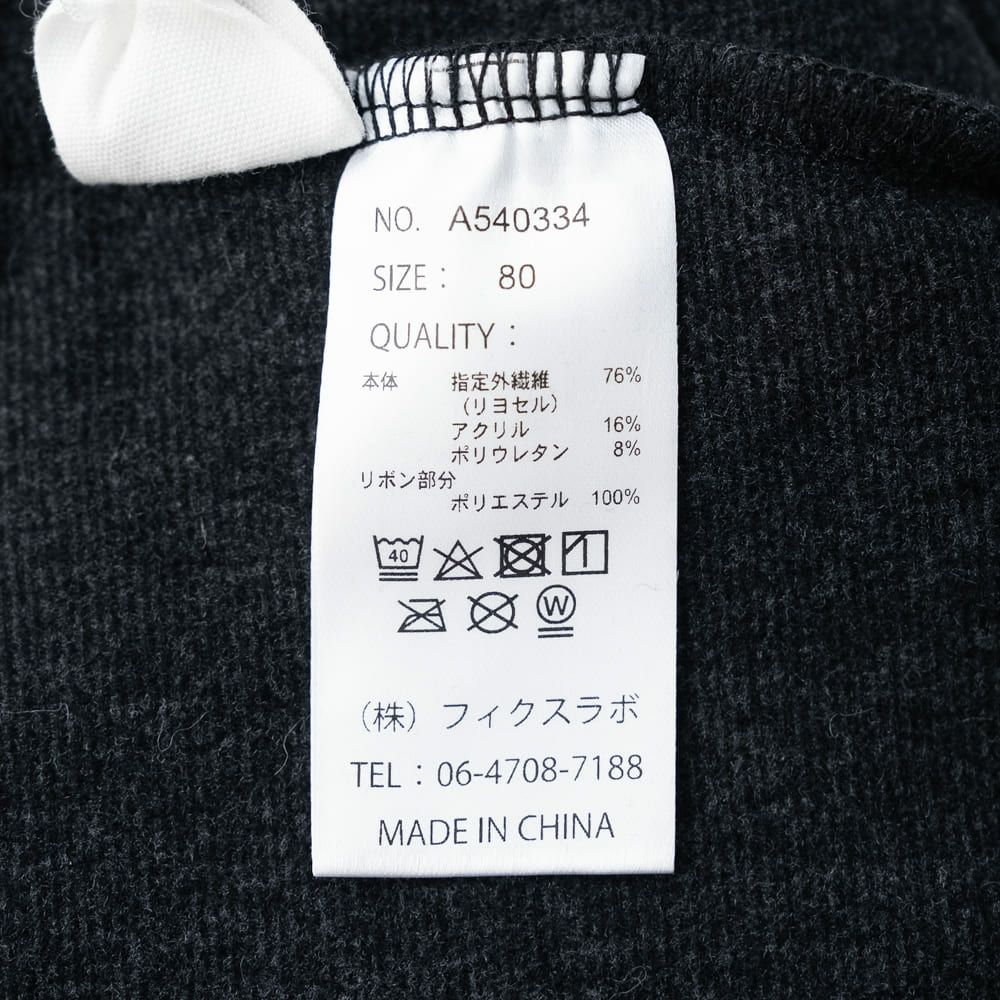 NO. A540334
SIZE : 80
QUALITY :
本体 指定外繊維 76%
（リヨセル）
アクリル 16%
ポリウレタン 8%
リボン部分
ポリエステル 100%
40
W
（株）フィクスラボ
TEL : 06-4708-7188
MADE IN CHINA